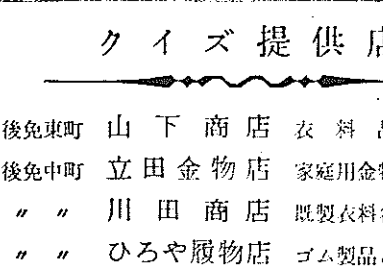 クイズ提供店
後免東町 山下商店 衣料
後免中町 立田金物店 家庭用金物
〃 〃 川田商店 既製衣料
〃 〃 ひろや履物店 ゴム製品